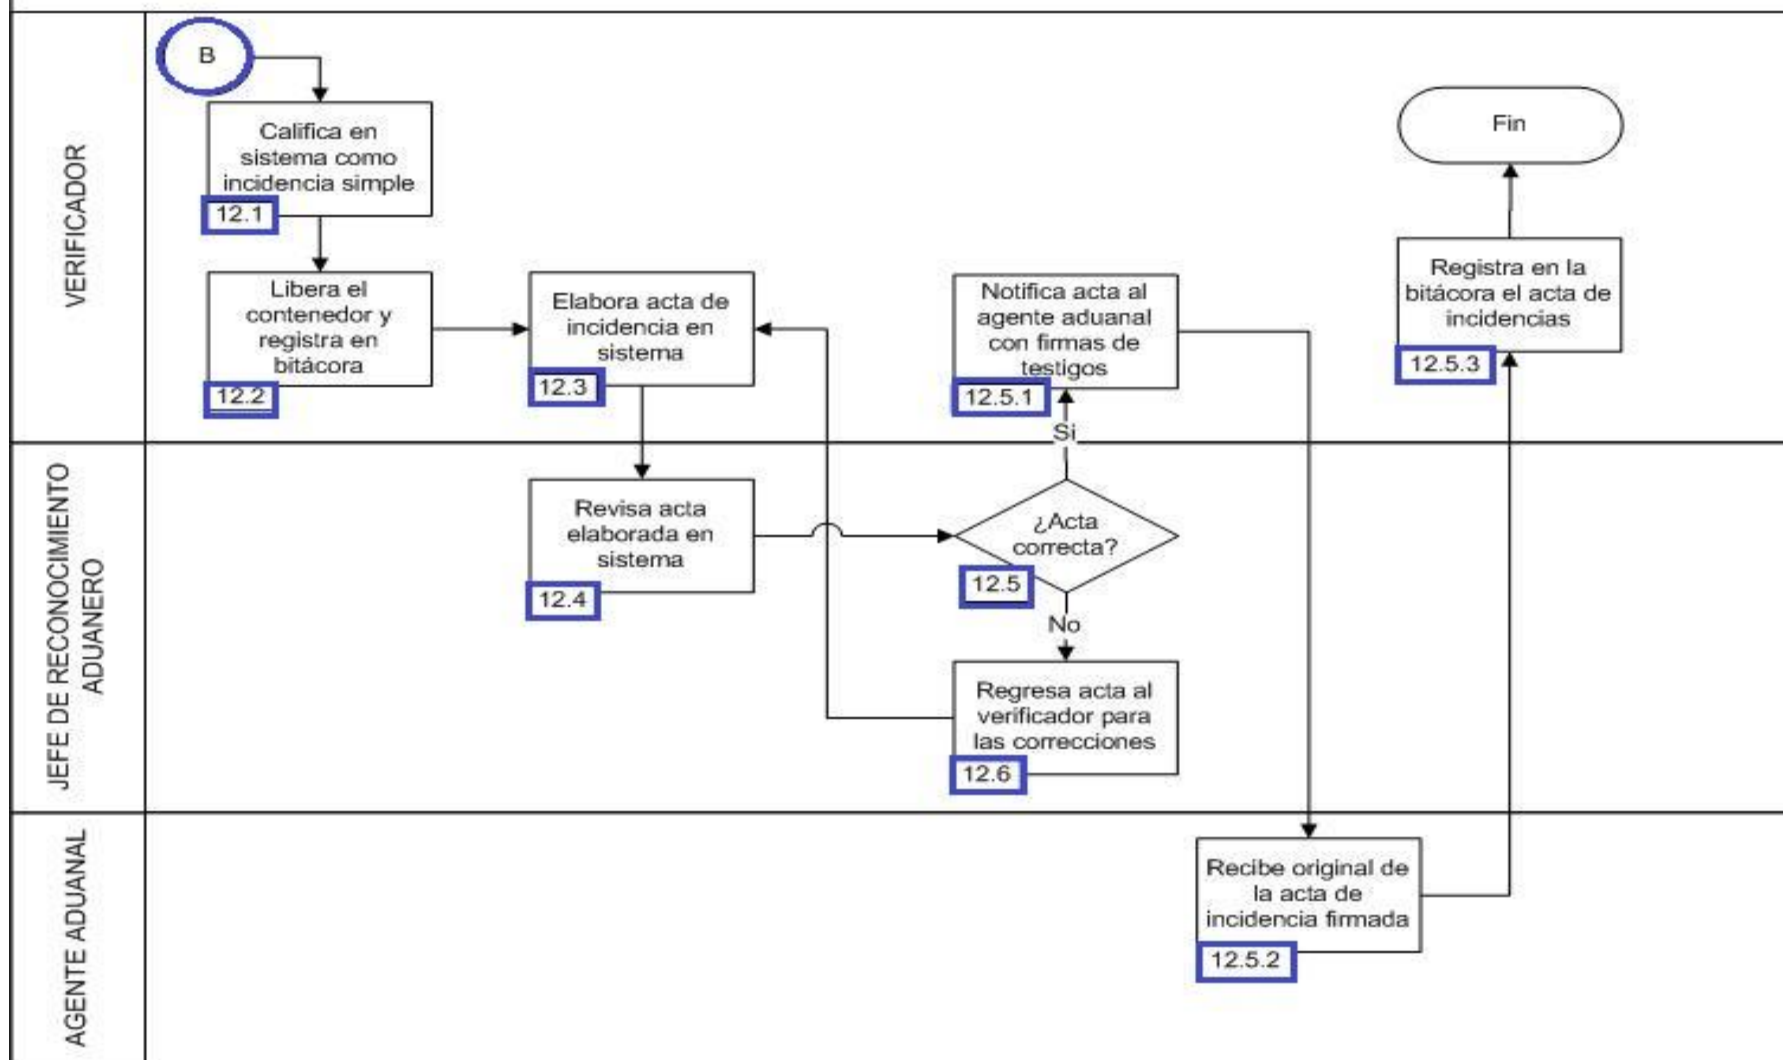 VERIFICADOR
B
Califica en
sistema como
incidencia simple
12.1
Libera el
contenedor y
registra en
bitácora
12.2
Elabora acta de
incidencia en
sistema
12.3
Notifica acta al
agente aduanal
con firmas de
testigos
12.5.1
Si
Fin
Registra en la
bitácora el acta de
incidencias
12.5.3
JEFE DE RECONOCIMIENTO
ADUANERO
Revisa acta
elaborada en
sistema
12.4
¿Acta
correcta?
12.5
No
Regresa acta al
verificador para
las correcciones
12.6
AGENTE ADUANAL
Recibe original de
la acta de
incidencia firmada
12.5.2